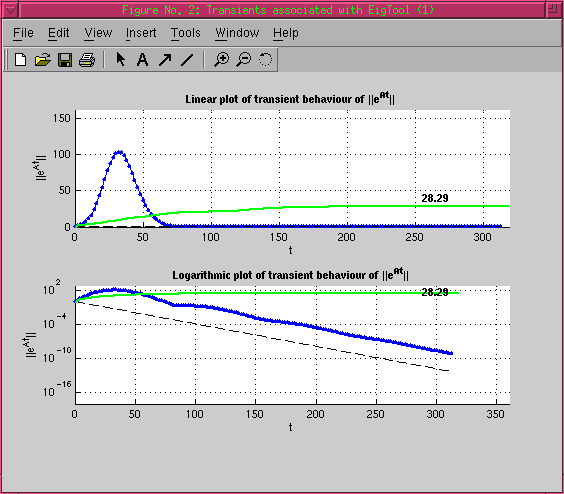 Figure No. 2: Transients associated with EigTool (1)
File Edit View Insert Tools Window Help
Linear plot of transient behaviour of ||e^At||
150
100
50
0
||e^At||
28.29
0 50 100 150 200 250 300
t
Logarithmic plot of transient behaviour of ||e^At||
10^2
10^-4
10^-10
10^-16
||e^At||
28.29
0 50 100 150 200 250 300 350
t